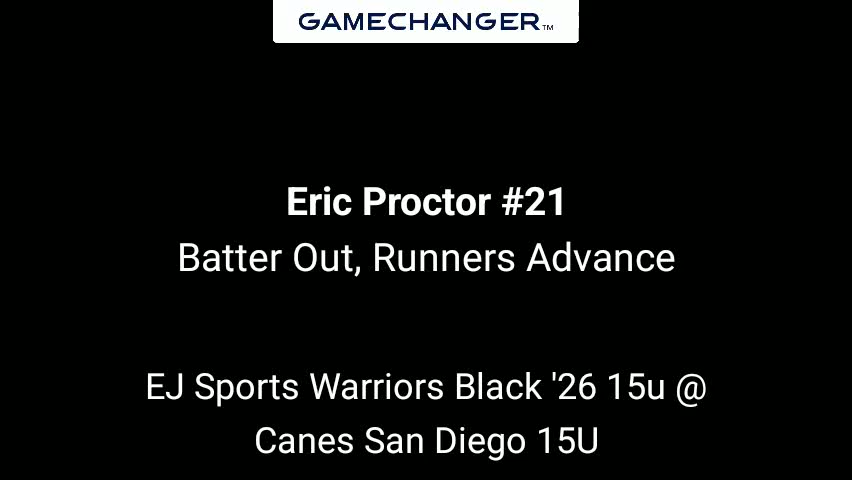 GAMECHANGER™
Eric Proctor #21
Batter Out, Runners Advance
EJ Sports Warriors Black '26 15u @
Canes San Diego 15U